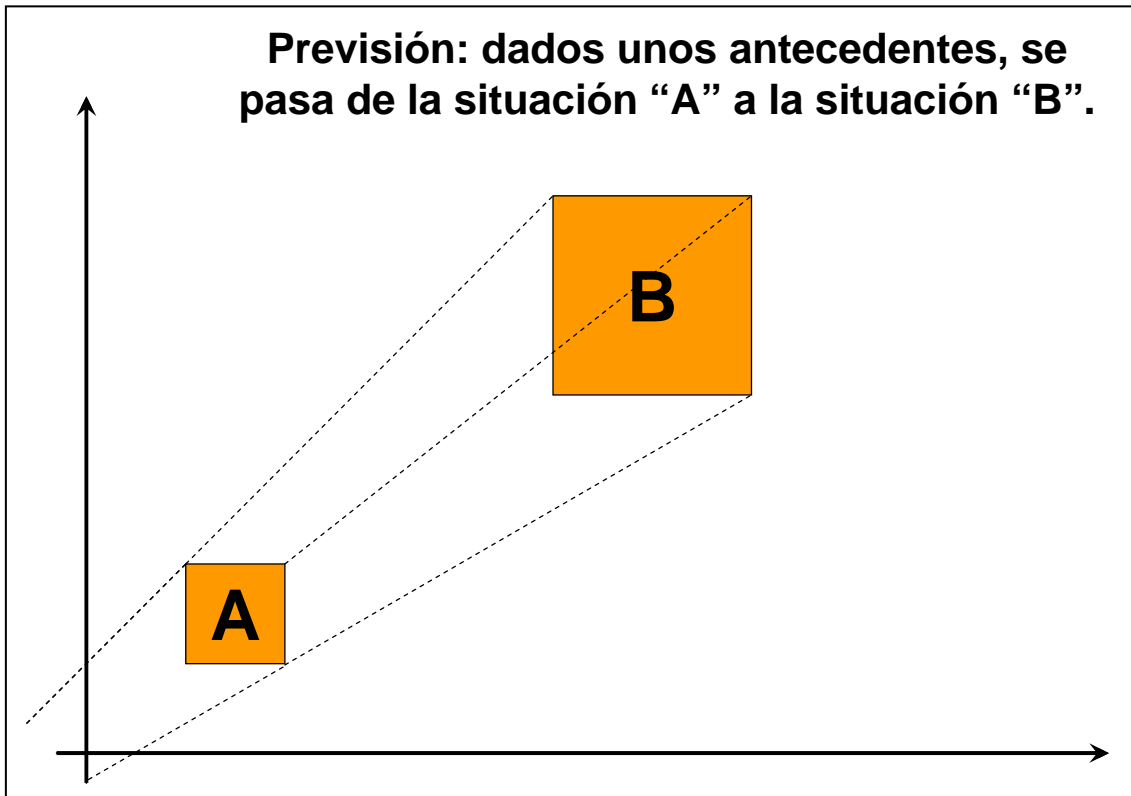 Previsión: dados unos antecedentes, se
pasa de la situación “A” a la situación “B”.
B
A